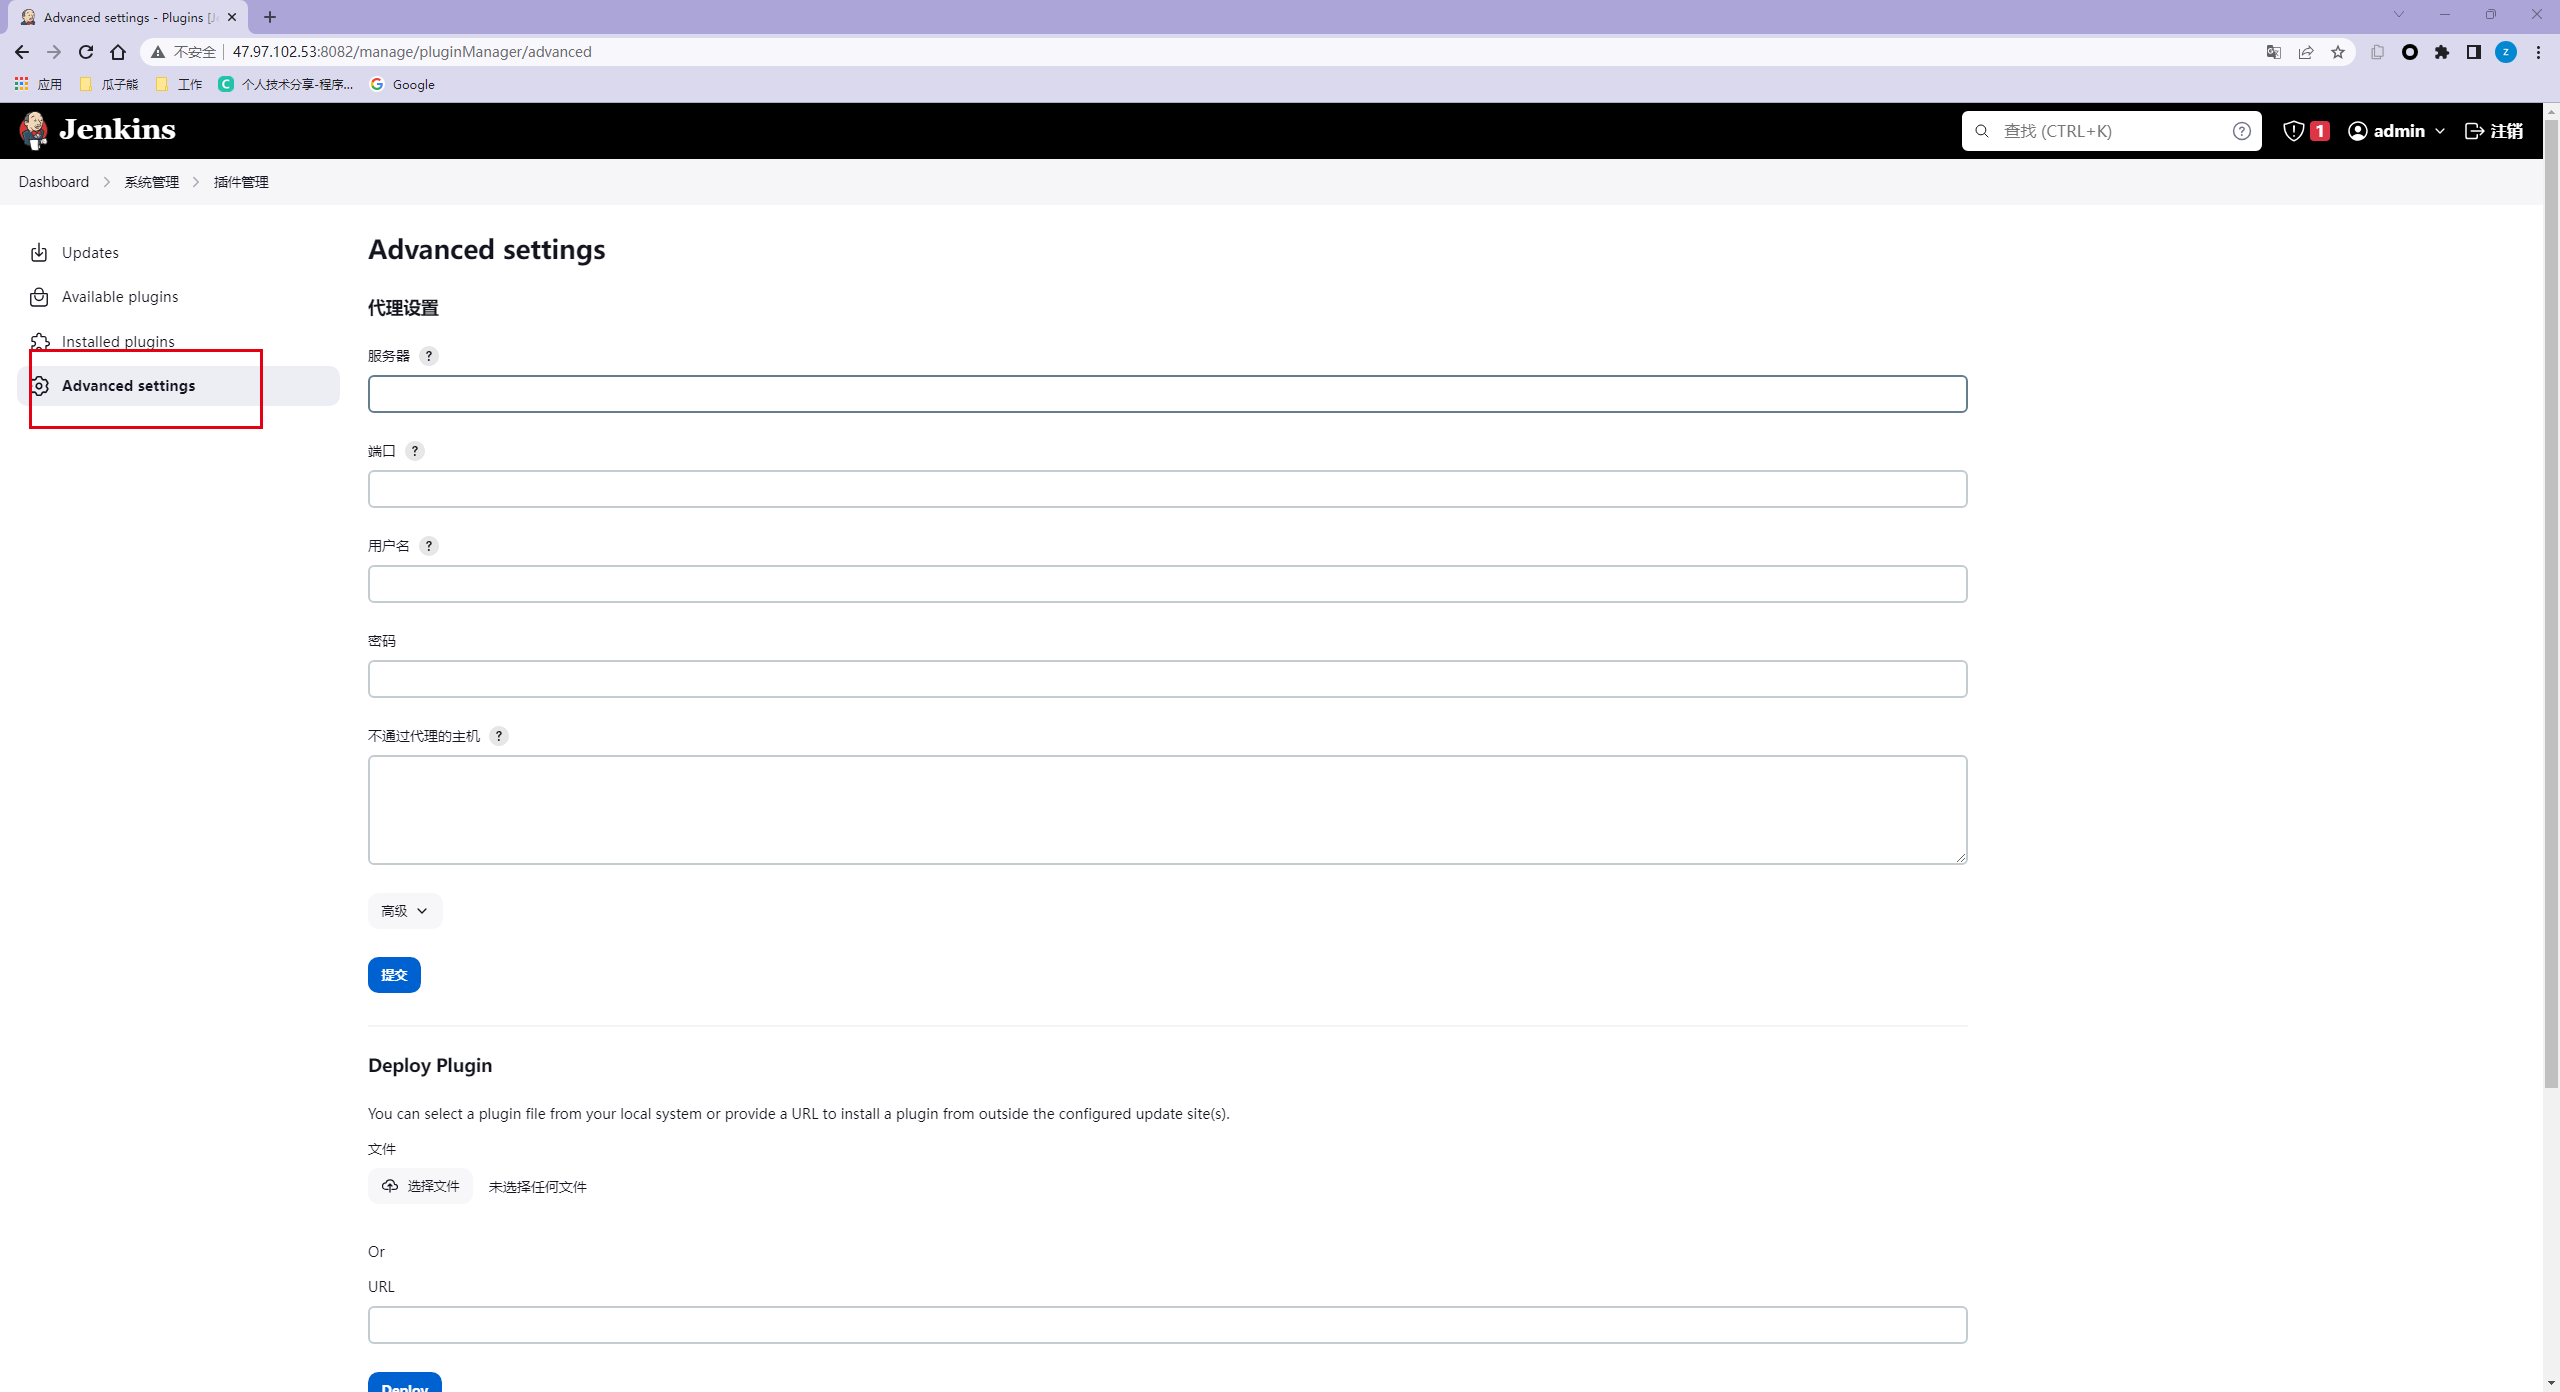 Advanced settings - Plugins [Je
不安全 47.97.102.53:8082/manage/pluginManager/advanced
Z
应用 瓜子熊 工作 C 个人技术分享-程序... Google
Jenkins
查找 (CTRL+K) ?
1 admin 注销
Dashboard 系统管理 插件管理
Updates
Available plugins
Installed plugins
Advanced settings
Advanced settings
代理设置
服务器 ?
端口 ?
用户名 ?
密码
不通过代理的主机 ?
高级
提交
Deploy Plugin
You can select a plugin file from your local system or provide a URL to install a plugin from outside the configured update site(s).
文件
选择文件 未选择任何文件
Or
URL
Deploy